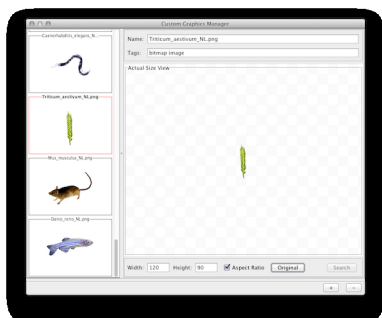 Custom Graphics Manager
Caenorhabditis_elegans_N...
Triticum_aestivum_NL.png
Mus_musculus_NL.png
Danio_rerio_NL.png
Name: Triticum_aestivum_NL.png
Tags: bitmap image
Actual Size View
Width: 120 Height: 90 Aspect Ratio Original Search
+ -